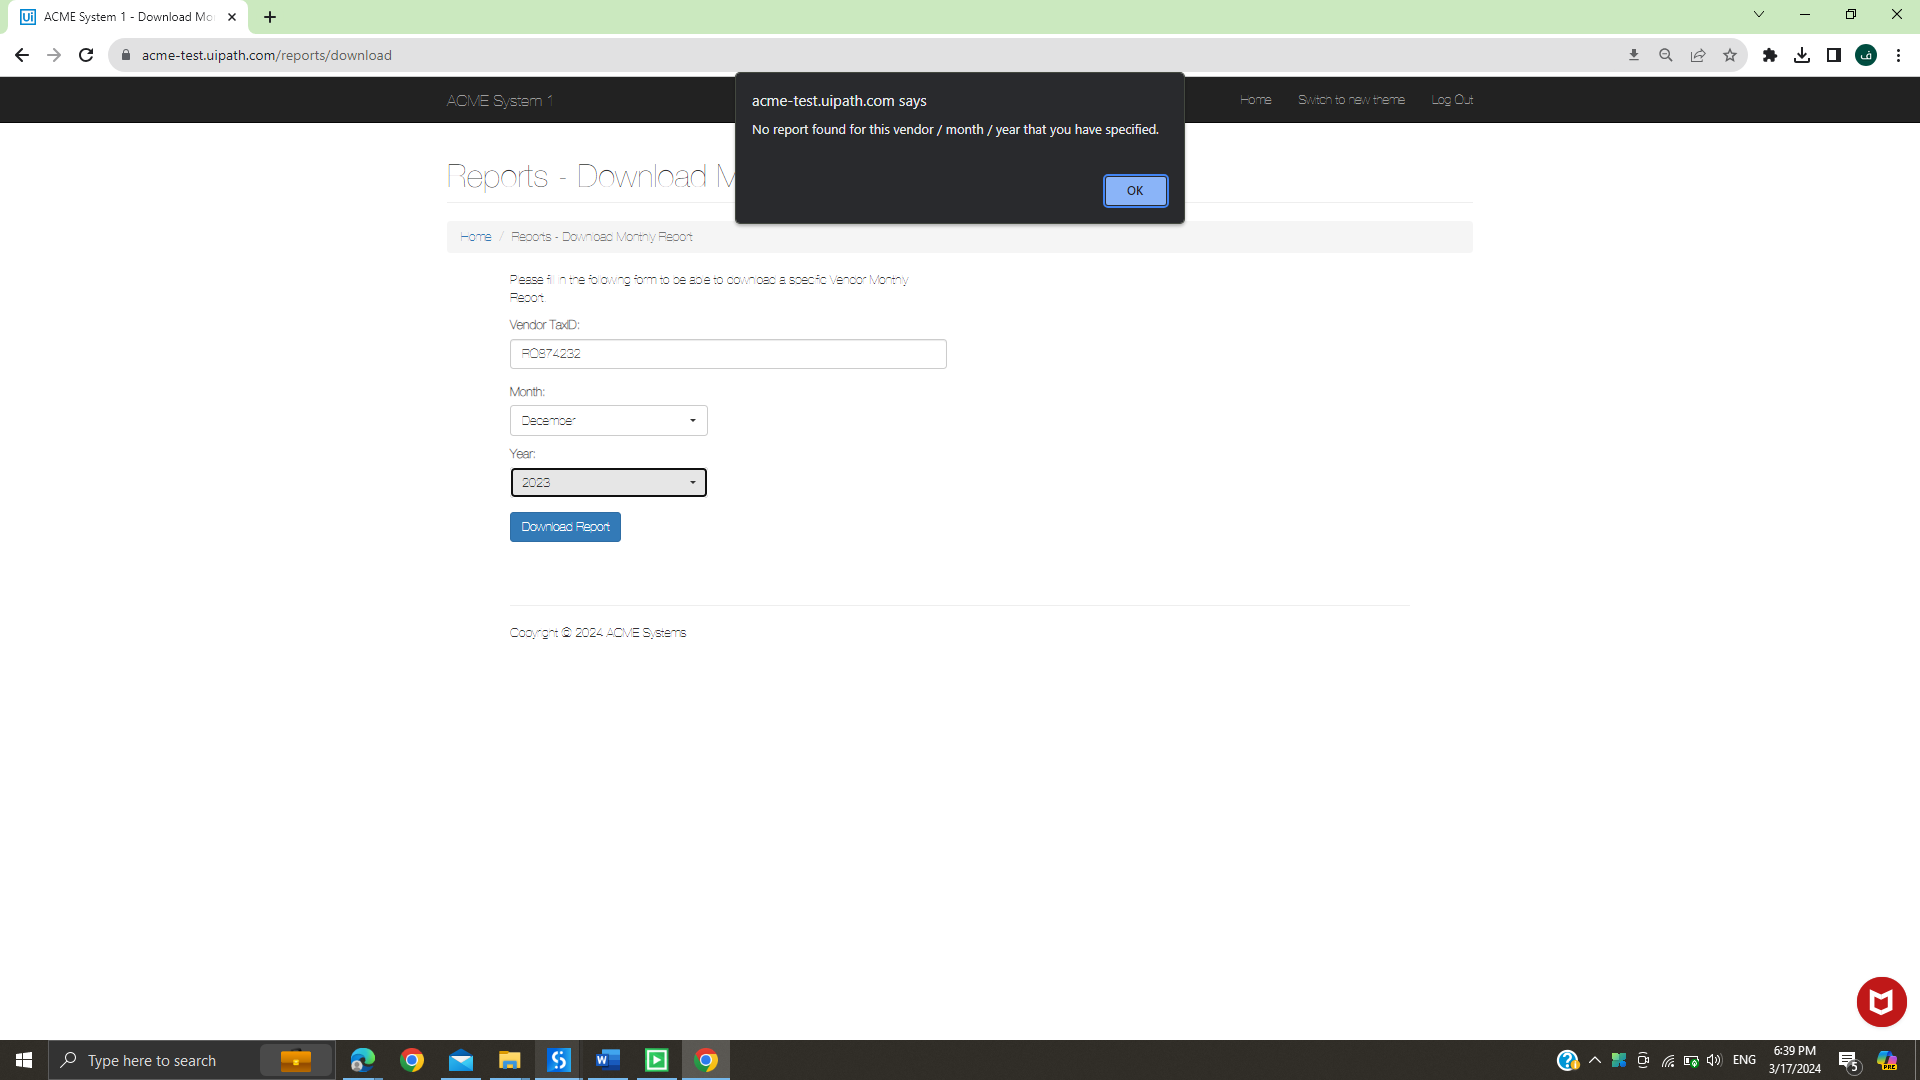 ACME System 1 - Download Mo
acme-test.uipath.com/reports/download
ACME System 1
Home
Switch to new theme
Log Out
acme-test.uipath.com says
No report found for this vendor / month / year that you have specified.
OK
Reports - Download M
Home / Reports - Download Monthly Report
Please fill in the following form to be able to download a specific Vendor Monthly
Report.
Vendor TaxID:
RO874232
Month:
December
Year:
2023
Download Report
Copyright © 2024 ACME Systems
Type here to search
ENG
6:39 PM
3/17/2024
5